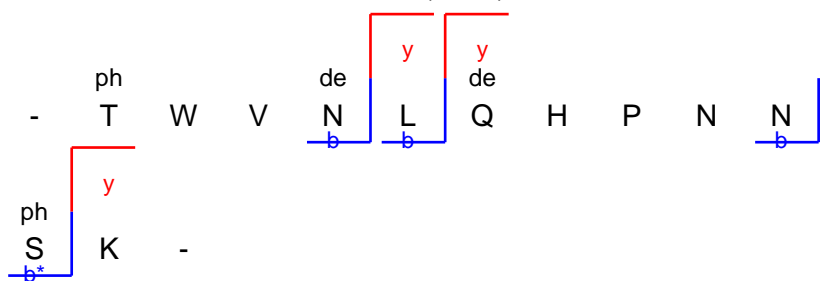 y y
ph de de
- T W V N L Q H P N N
b b b
y
ph
S K -
b*